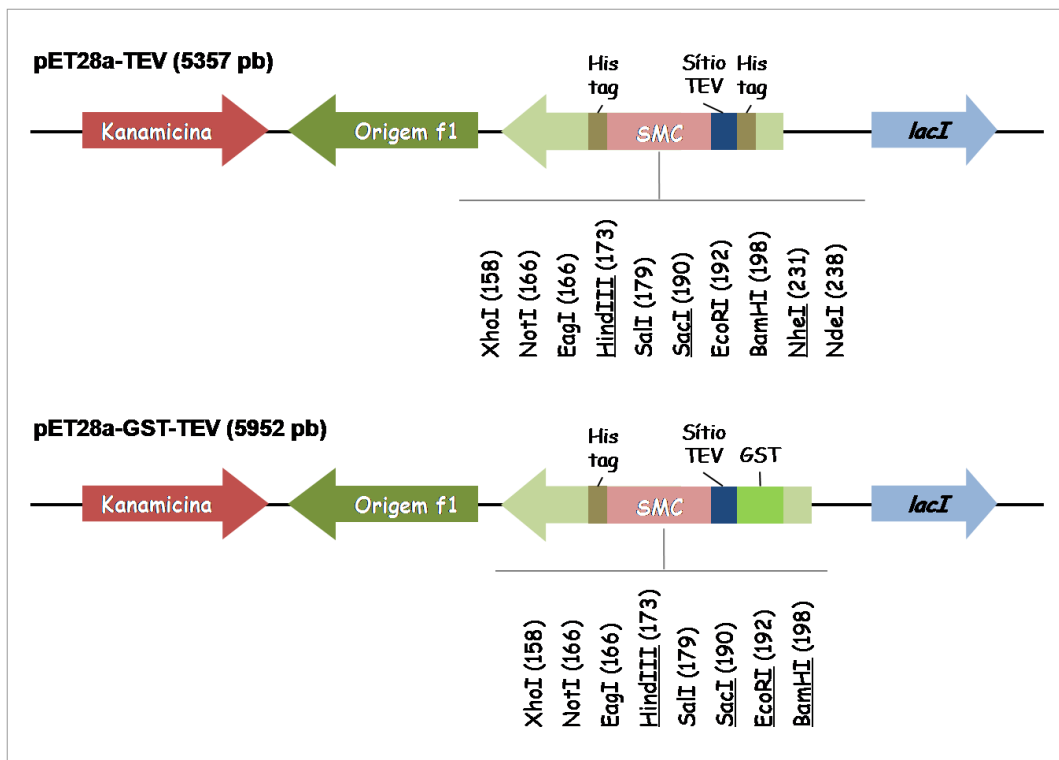 pET28a-TEV (5357 pb)
His tag
Sítio TEV
His tag
Kanamicina
Origem f1
SMC
lacI
XhoI (158)
NotI (166)
EagI (166)
HindIII (173)
SalI (179)
SacI (190)
EcoRI (192)
BamHI (198)
NheI (231)
NdeI (238)
pET28a-GST-TEV (5952 pb)
His tag
Sítio TEV
GST
Kanamicina
Origem f1
SMC
lacI
XhoI (158)
NotI (166)
EagI (166)
HindIII (173)
SalI (179)
SacI (190)
EcoRI (192)
BamHI (198)